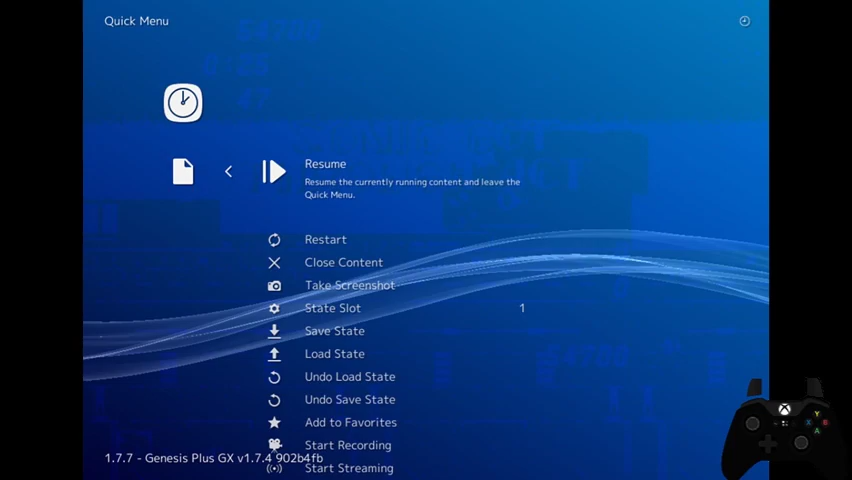 Quick Menu
Resume
Resume the currently running content and leave the
Quick Menu.
Restart
Close Content
Take Screenshot
State Slot 1
Save State
Load State
Undo Load State
Undo Save State
Add to Favorites
Start Recording
1.7.7 - Genesis Plus GX v1.7.4 902b4fb
Start Streaming
Y
X B
A